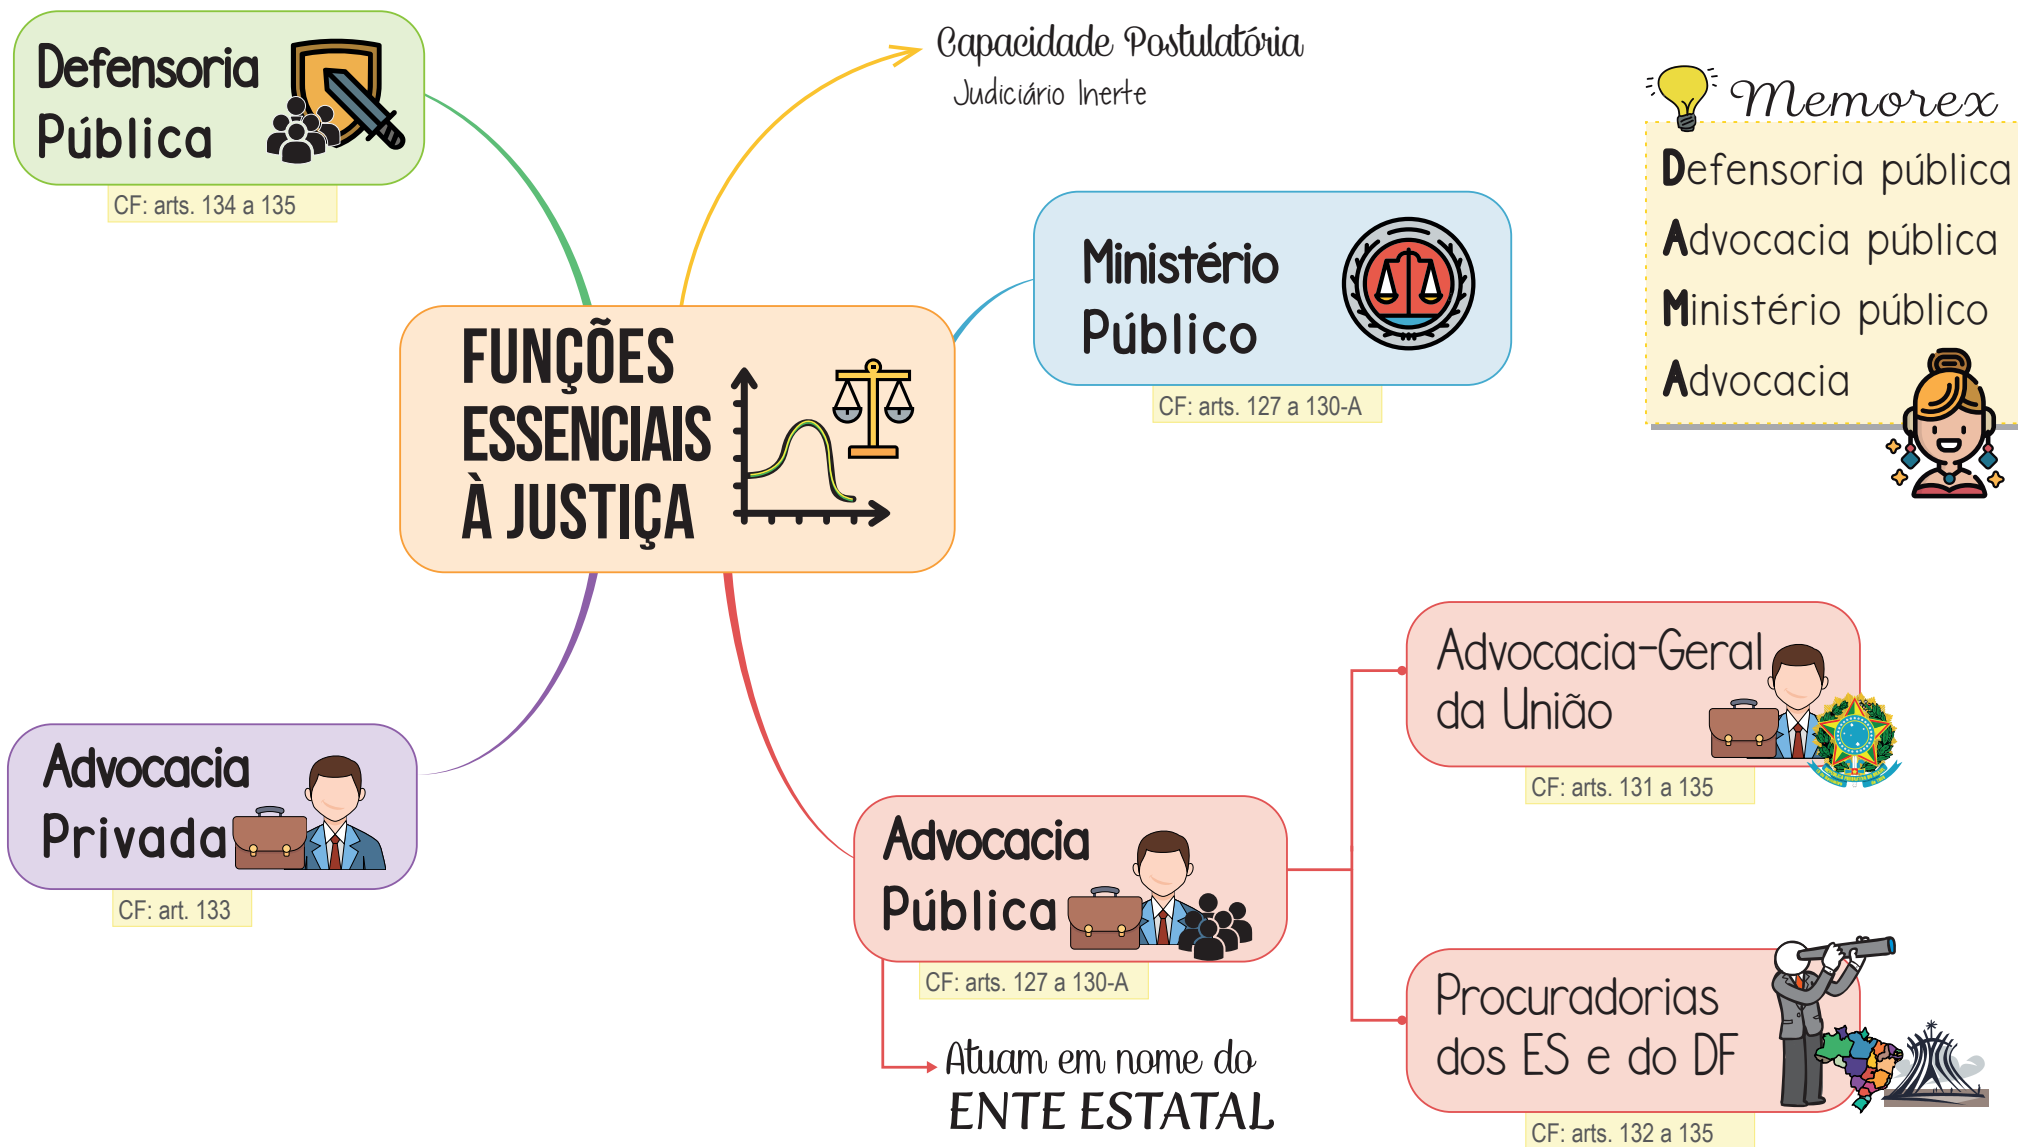 Defensoria
Pública
CF: arts. 134 a 135
Capacidade Postulatória
Judiciário Inerte
Memorex
Defensoria pública
Advocacia pública
Ministério público
Advocacia
Ministério
Público
CF: arts. 127 a 130-A
FUNÇÕES
ESSENCIAIS
À JUSTIÇA
Advocacia
Privada
CF: art. 133
Advocacia
Pública
CF: arts. 127 a 130-A
Atuam em nome do
ENTE ESTATAL
Advocacia-Geral
da União
CF: arts. 131 a 135
Procuradorias
dos ES e do DF
CF: arts. 132 a 135